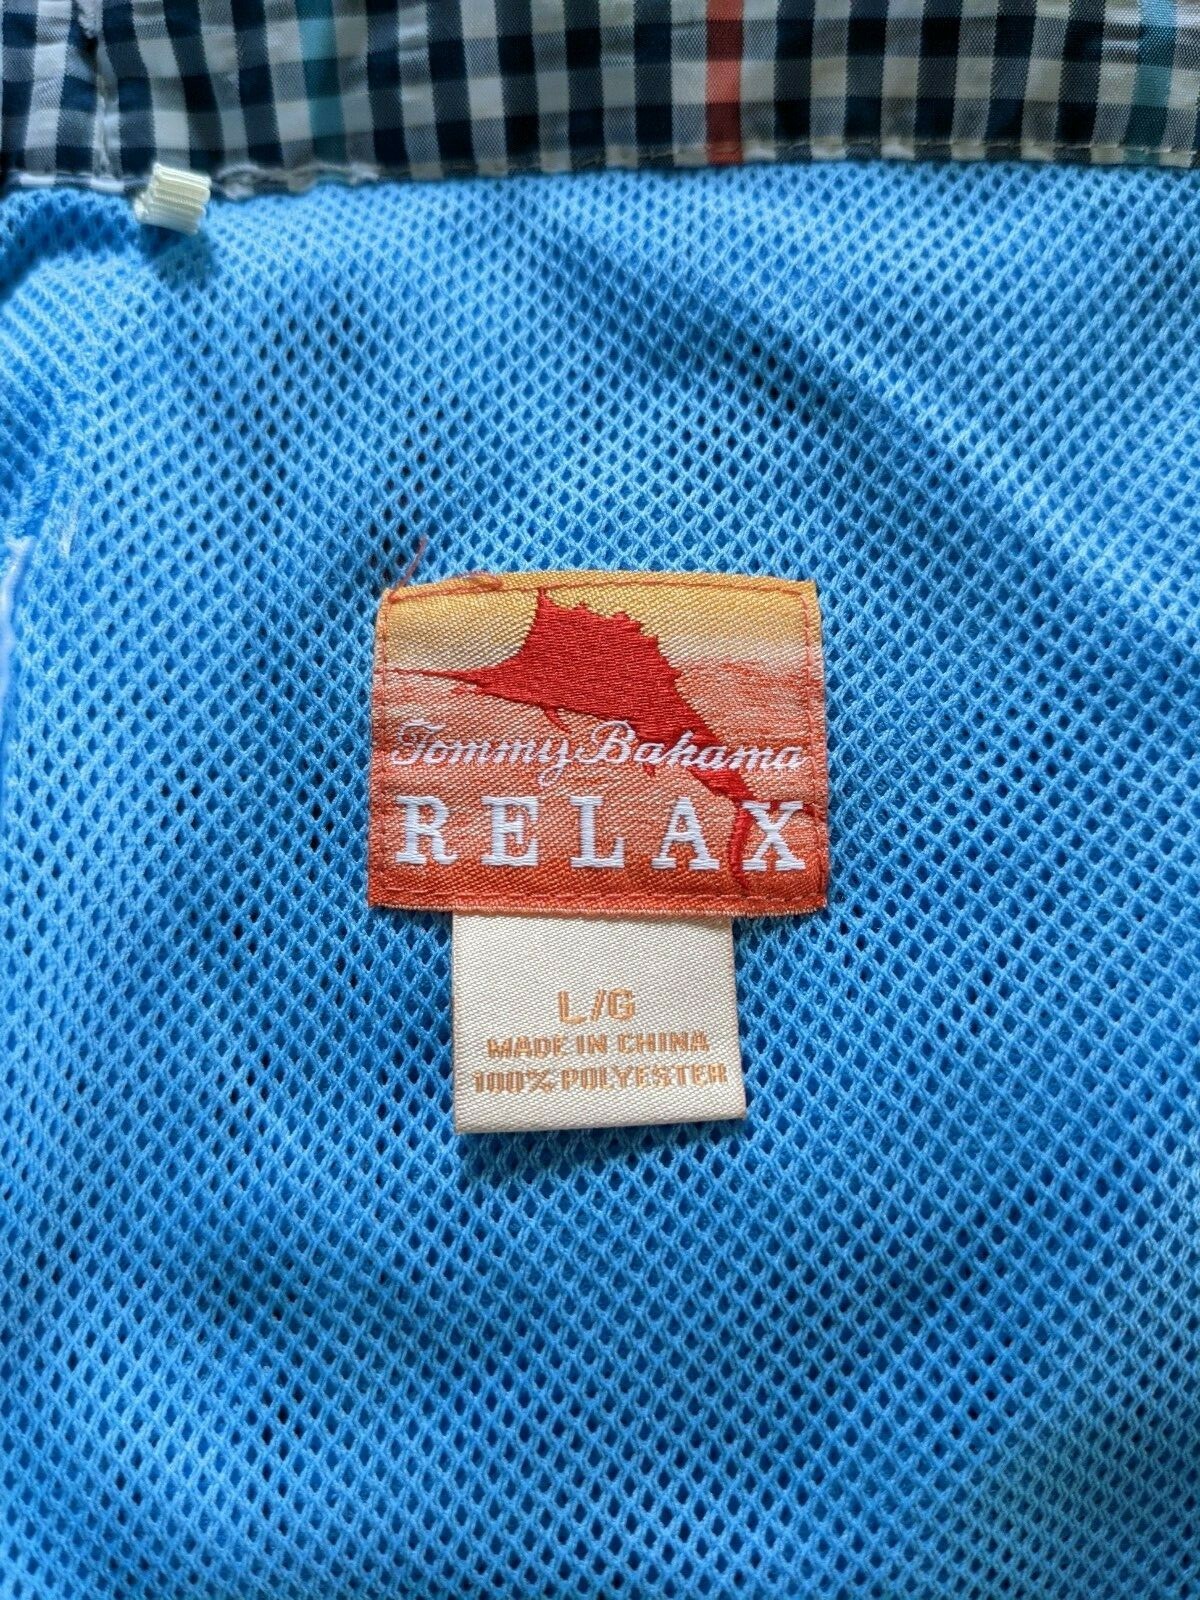 Tommy Bahama
RELAX
L/G
MADE IN CHINA
100% POLYESTER